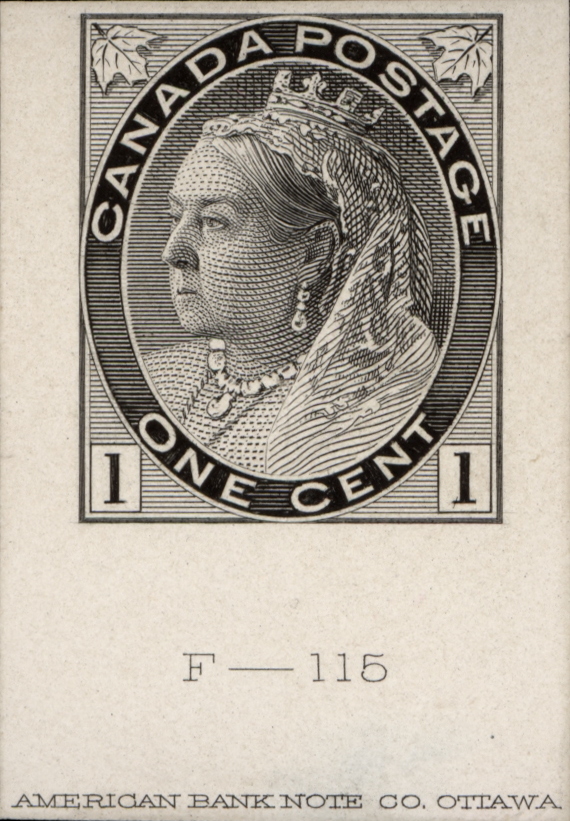 CANADA POSTAGE
ONE CENT
1 1
F — 115
AMERICAN BANK NOTE CO. OTTAWA.